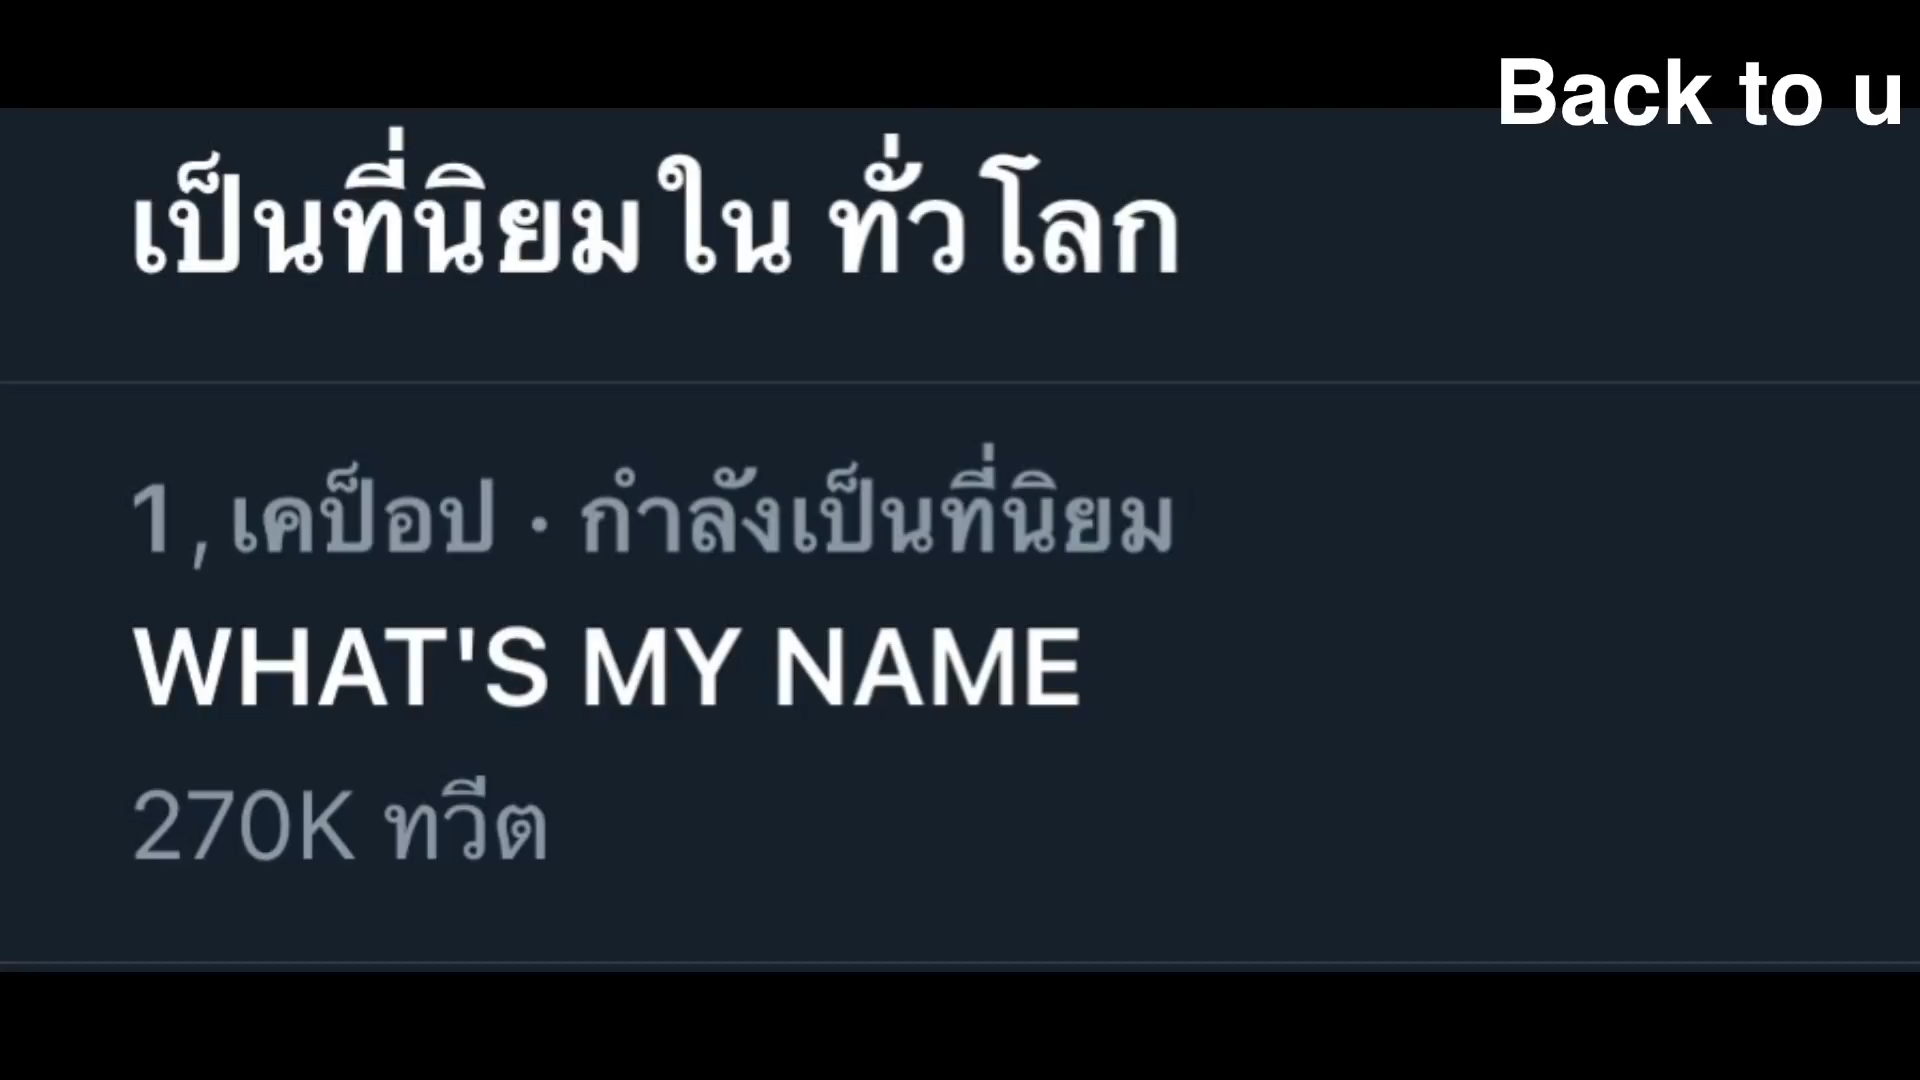 Back to u
เป็นที่นิยมใน ทั่วโลก
1, เคป็อป · กำลังเป็นที่นิยม
WHAT'S MY NAME
270K ทวีต